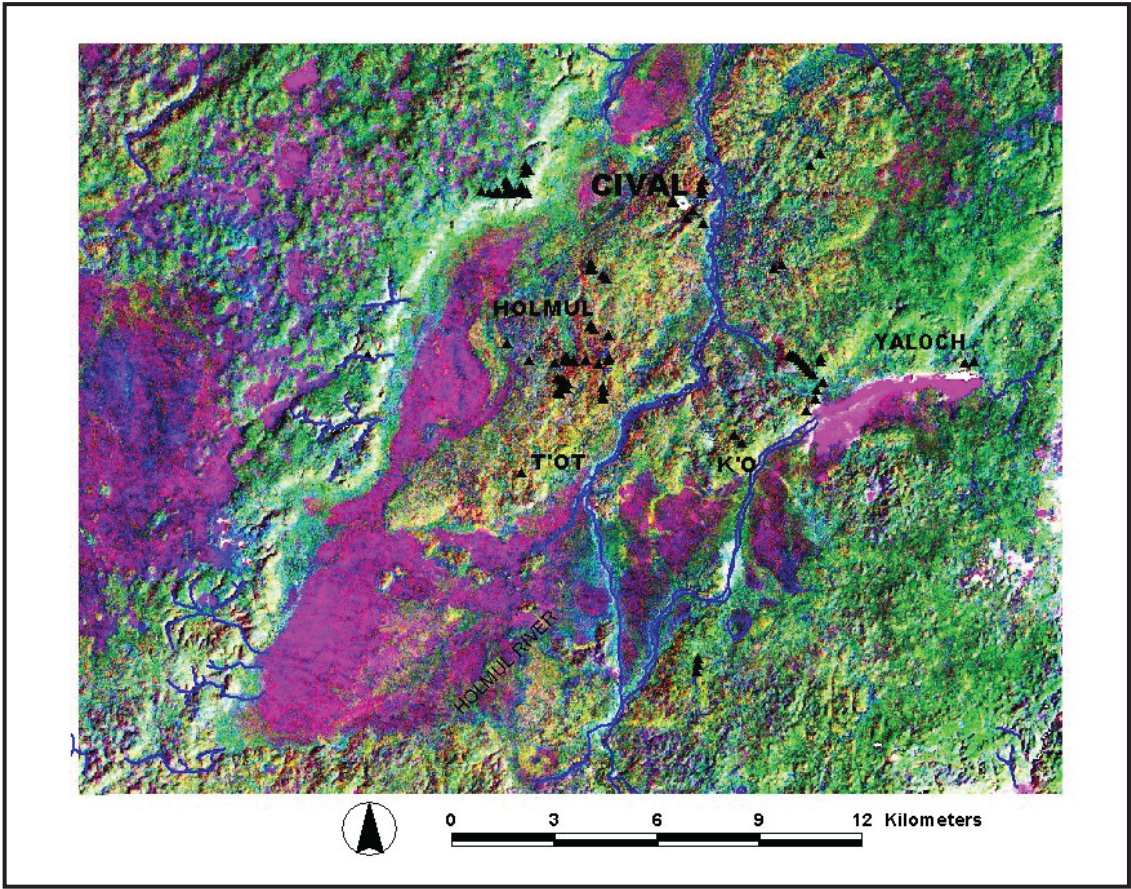 CIVAL
HOLMUL
YALOCH
T'OT
K'O
HOLMUL RIVER
0 3 6 9 12 Kilometers